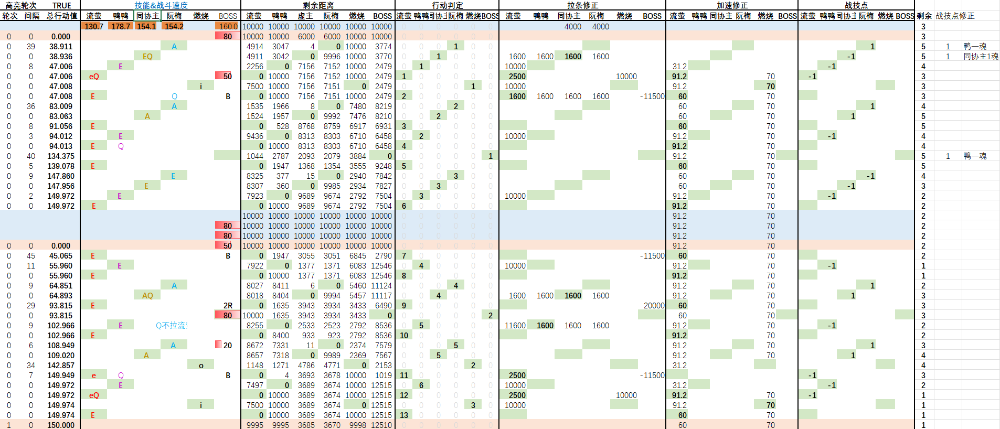 高亮轮次 TRUE 技能&战斗速度 剩余距离 行动判定 拉条修正 加速修正 战技点
轮次 间隔 总行动值 流萤 鸭鸭 同协主 阮梅 燃烧 BOSS 流萤 鸭鸭 虚主 阮梅 燃烧 BOSS 流萤 鸭鸭 同协主 阮梅 燃烧 BOSS 流萤 鸭鸭 同协主 阮梅 燃烧 BOSS 流萤 鸭鸭 同协主 阮梅 燃烧 BOSS 流萤 鸭鸭 同协主 阮梅 燃烧 BOSS 剩余 战技点修正
130.7 178.7 154.1 154.2 160.0 10000 10000 10000 10000 10000 10000 0 0 0 0 0 0 4000 4000 3
0 0 0.000 80 10000 10000 6000 6000 10000 10000 0 0 0 0 0 0 3
0 39 38.911 A 4914 3047 4 0 10000 3774 0 0 0 1 0 0 1 5 1 鸭一魂
0 0 38.936 EQ 4911 3042 0 9996 10000 3770 0 0 1 0 0 0 1600 1600 1600 1600 -1 5 1 同协主1魂
0 8 47.006 E 2256 0 7156 7152 10000 2479 0 1 0 0 0 0 10000 31.2 -1 4
0 0 47.006 eQ 50 0 10000 7156 7152 10000 2479 1 0 0 0 0 0 2500 10000 91.2 70 -1 3
0 0 47.008 i 7500 10000 7156 7151 0 2479 0 0 0 0 1 0 10000 91.2 70 3
0 0 47.008 E Q B 0 10000 7156 7151 10000 2479 2 0 0 0 0 0 1600 1600 1600 1600 -11500 60 70 3
0 36 83.009 A 1535 1966 8 0 7480 8219 0 0 0 2 0 0 60 70 1 4
0 0 83.063 A 1524 1957 0 9992 7476 8210 0 0 2 0 0 0 60 70 1 5
0 8 91.056 E 0 528 8768 8759 6917 6931 3 0 0 0 0 0 60 70 5
0 3 94.012 E 9436 0 8313 8303 6710 6458 0 2 0 0 0 0 10000 91.2 70 -1 4
0 0 94.013 E Q 0 10000 8313 8303 6710 6458 4 0 0 0 0 0 91.2 70 4
0 40 134.375 1044 2787 2093 2079 3884 0 0 0 0 0 0 1 91.2 70 5 1 鸭一魂
0 5 139.078 E 0 1947 1368 1354 3555 9248 5 0 0 0 0 0 60 70 5
0 9 147.860 E 8325 377 15 0 2940 7842 0 0 0 3 0 0 60 70 -1 4
0 0 147.956 E 8307 360 0 9985 2934 7827 0 0 3 0 0 0 60 70 -1 3
0 2 149.972 E 7923 0 9689 9674 2792 7504 0 3 0 0 0 0 10000 91.2 70 -1 2
0 0 149.972 E 0 10000 9689 9674 2792 7504 6 0 0 0 0 0 91.2 70 2
10000 10000 10000 10000 10000 10000 0 0 0 0 0 0 91.2 70 2
80 10000 10000 10000 10000 10000 10000 0 0 0 0 0 0 91.2 70 2
80 10000 10000 10000 10000 10000 10000 0 0 0 0 0 0 91.2 70 2
0 0 0.000 50 10000 10000 10000 10000 10000 10000 0 0 0 0 0 0 91.2 70 2
0 45 45.065 E B 0 1947 3055 3051 6845 2790 7 0 0 0 0 0 -11500 60 70 2
0 11 55.960 E 7922 0 1377 1371 6083 12546 0 4 0 0 0 0 10000 91.2 70 -1 1
0 0 55.960 E 0 10000 1377 1371 6083 12546 8 0 0 0 0 0 91.2 70 1
0 9 64.851 A 8027 8411 6 0 5460 11124 0 0 0 4 0 0 91.2 70 1 2
0 0 64.893 AQ 8018 8404 0 9994 5457 11117 0 0 4 0 0 0 1600 1600 1600 1600 91.2 70 1 3
0 29 93.815 E 2R 0 1635 3943 3934 3433 6490 9 0 0 0 0 0 20000 60 70 3
0 0 93.815 80 10000 1635 3943 3934 3433 0 0 0 0 0 0 2 60 70 3
0 9 102.966 E Q不拉流 8255 0 2533 2523 2792 8536 0 5 0 0 0 0 11600 1600 1600 1600 91.2 70 -1 2
0 0 102.966 E 0 8400 933 923 2792 8536 10 0 0 0 0 0 91.2 70 2
0 6 108.949 A 20 8672 7331 11 0 2374 7579 0 0 0 5 0 0 91.2 70 1 3
0 0 109.020 A 8657 7318 0 9989 2369 7567 0 0 5 0 0 0 91.2 70 1 4
0 34 142.857 o 1148 1271 4786 4771 0 2153 0 0 0 0 2 0 31.2 4
0 7 149.949 e Q B 0 4 3693 3678 10000 1019 11 0 0 0 0 0 2500 -11500 -1 3
0 0 149.972 E 7497 0 3689 3674 10000 12515 0 6 0 0 0 0 10000 31.2 -1 2
0 0 149.972 eQ 0 10000 3689 3674 10000 12515 12 0 0 0 0 0 2500 10000 91.2 70 -1 1
0 0 149.974 i 7500 10000 3689 3674 0 12515 0 0 0 0 3 0 10000 91.2 70 1
0 0 149.974 E 0 10000 3689 3674 10000 12515 13 0 0 0 0 0 60 70 1
1 0 150.000 9995 9995 3685 3670 9998 12510 0 0 0 0 0 0 60 70 1